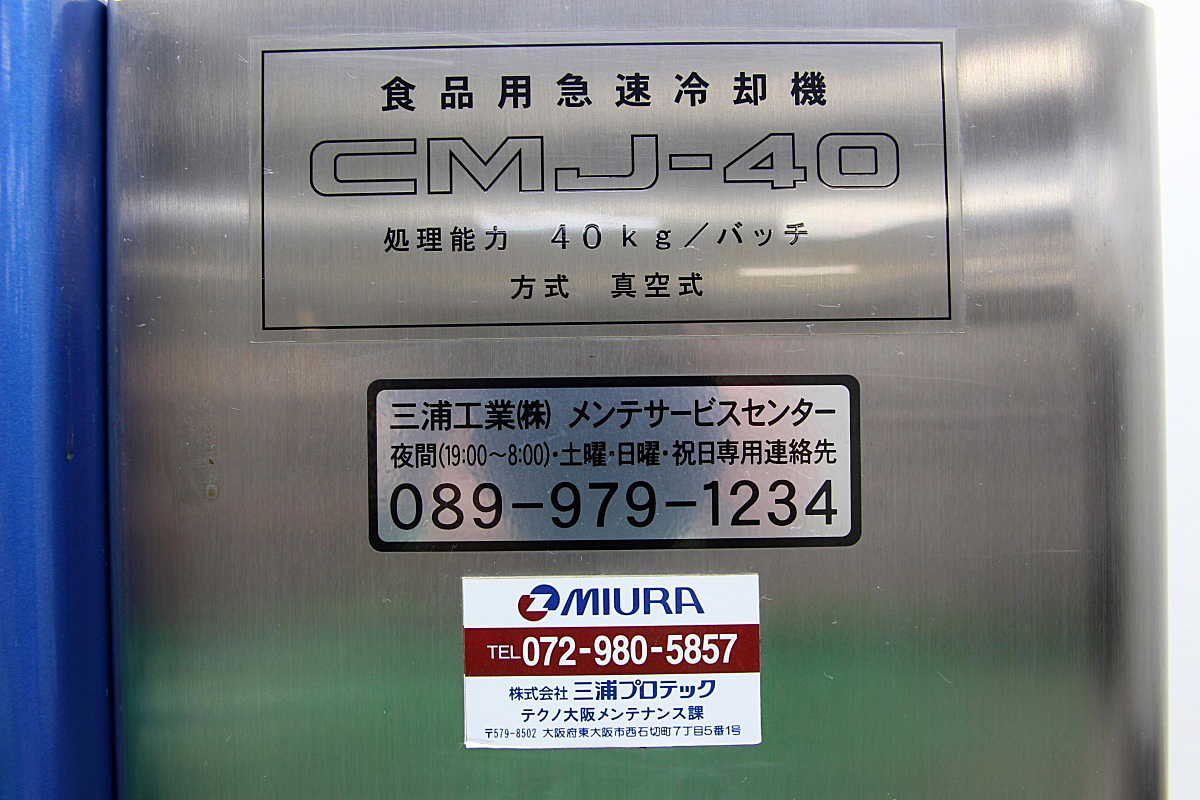 食品用急速冷却機
CMJ-40
処理能力　40kg／バッチ
方式　真空式
三浦工業(株) メンテサービスセンター
夜間(19:00〜8:00)・土曜・日曜・祝日専用連絡先
089-979-1234
MIURA
TEL072-980-5857
株式会社 三浦プロテック
テクノ大阪メンテナンス課
〒579-8502 大阪府東大阪市西石切町7丁目5番1号